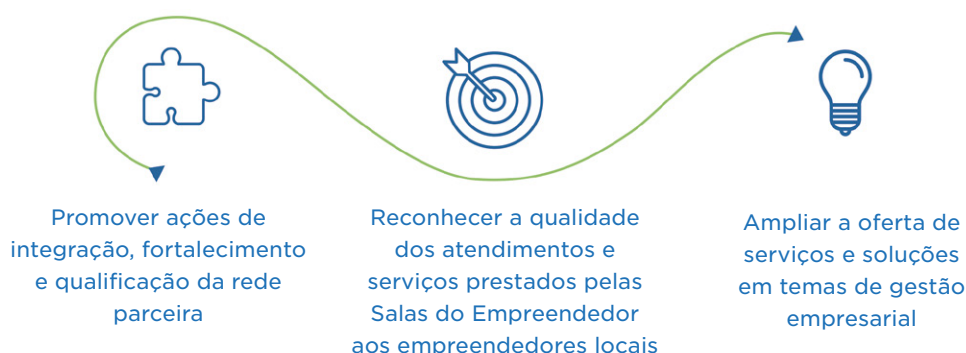 Promover ações de
integração, fortalecimento
e qualificação da rede
parceira
Reconhecer a qualidade
dos atendimentos e
serviços prestados pelas
Salas do Empreendedor
aos empreendedores locais
Ampliar a oferta de
serviços e soluções
em temas de gestão
empresarial